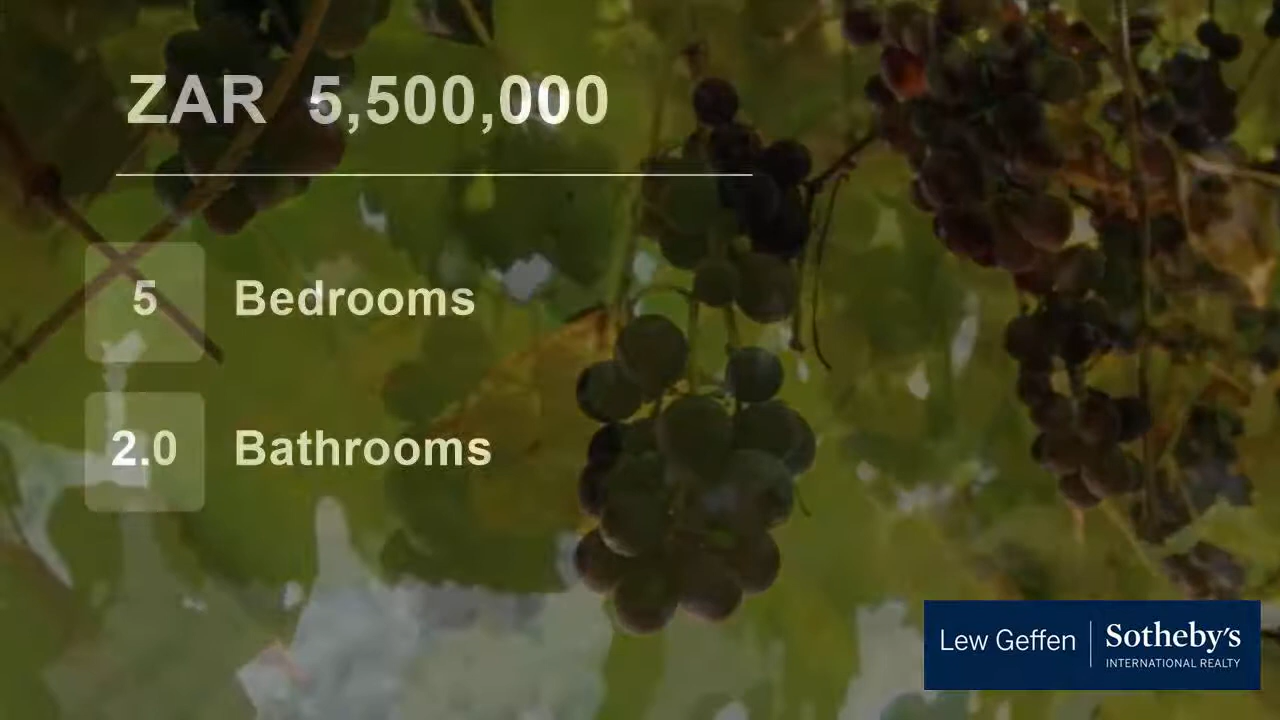 ZAR 5,500,000
5 Bedrooms
2.0 Bathrooms
Lew Geffen | Sotheby's
INTERNATIONAL REALTY